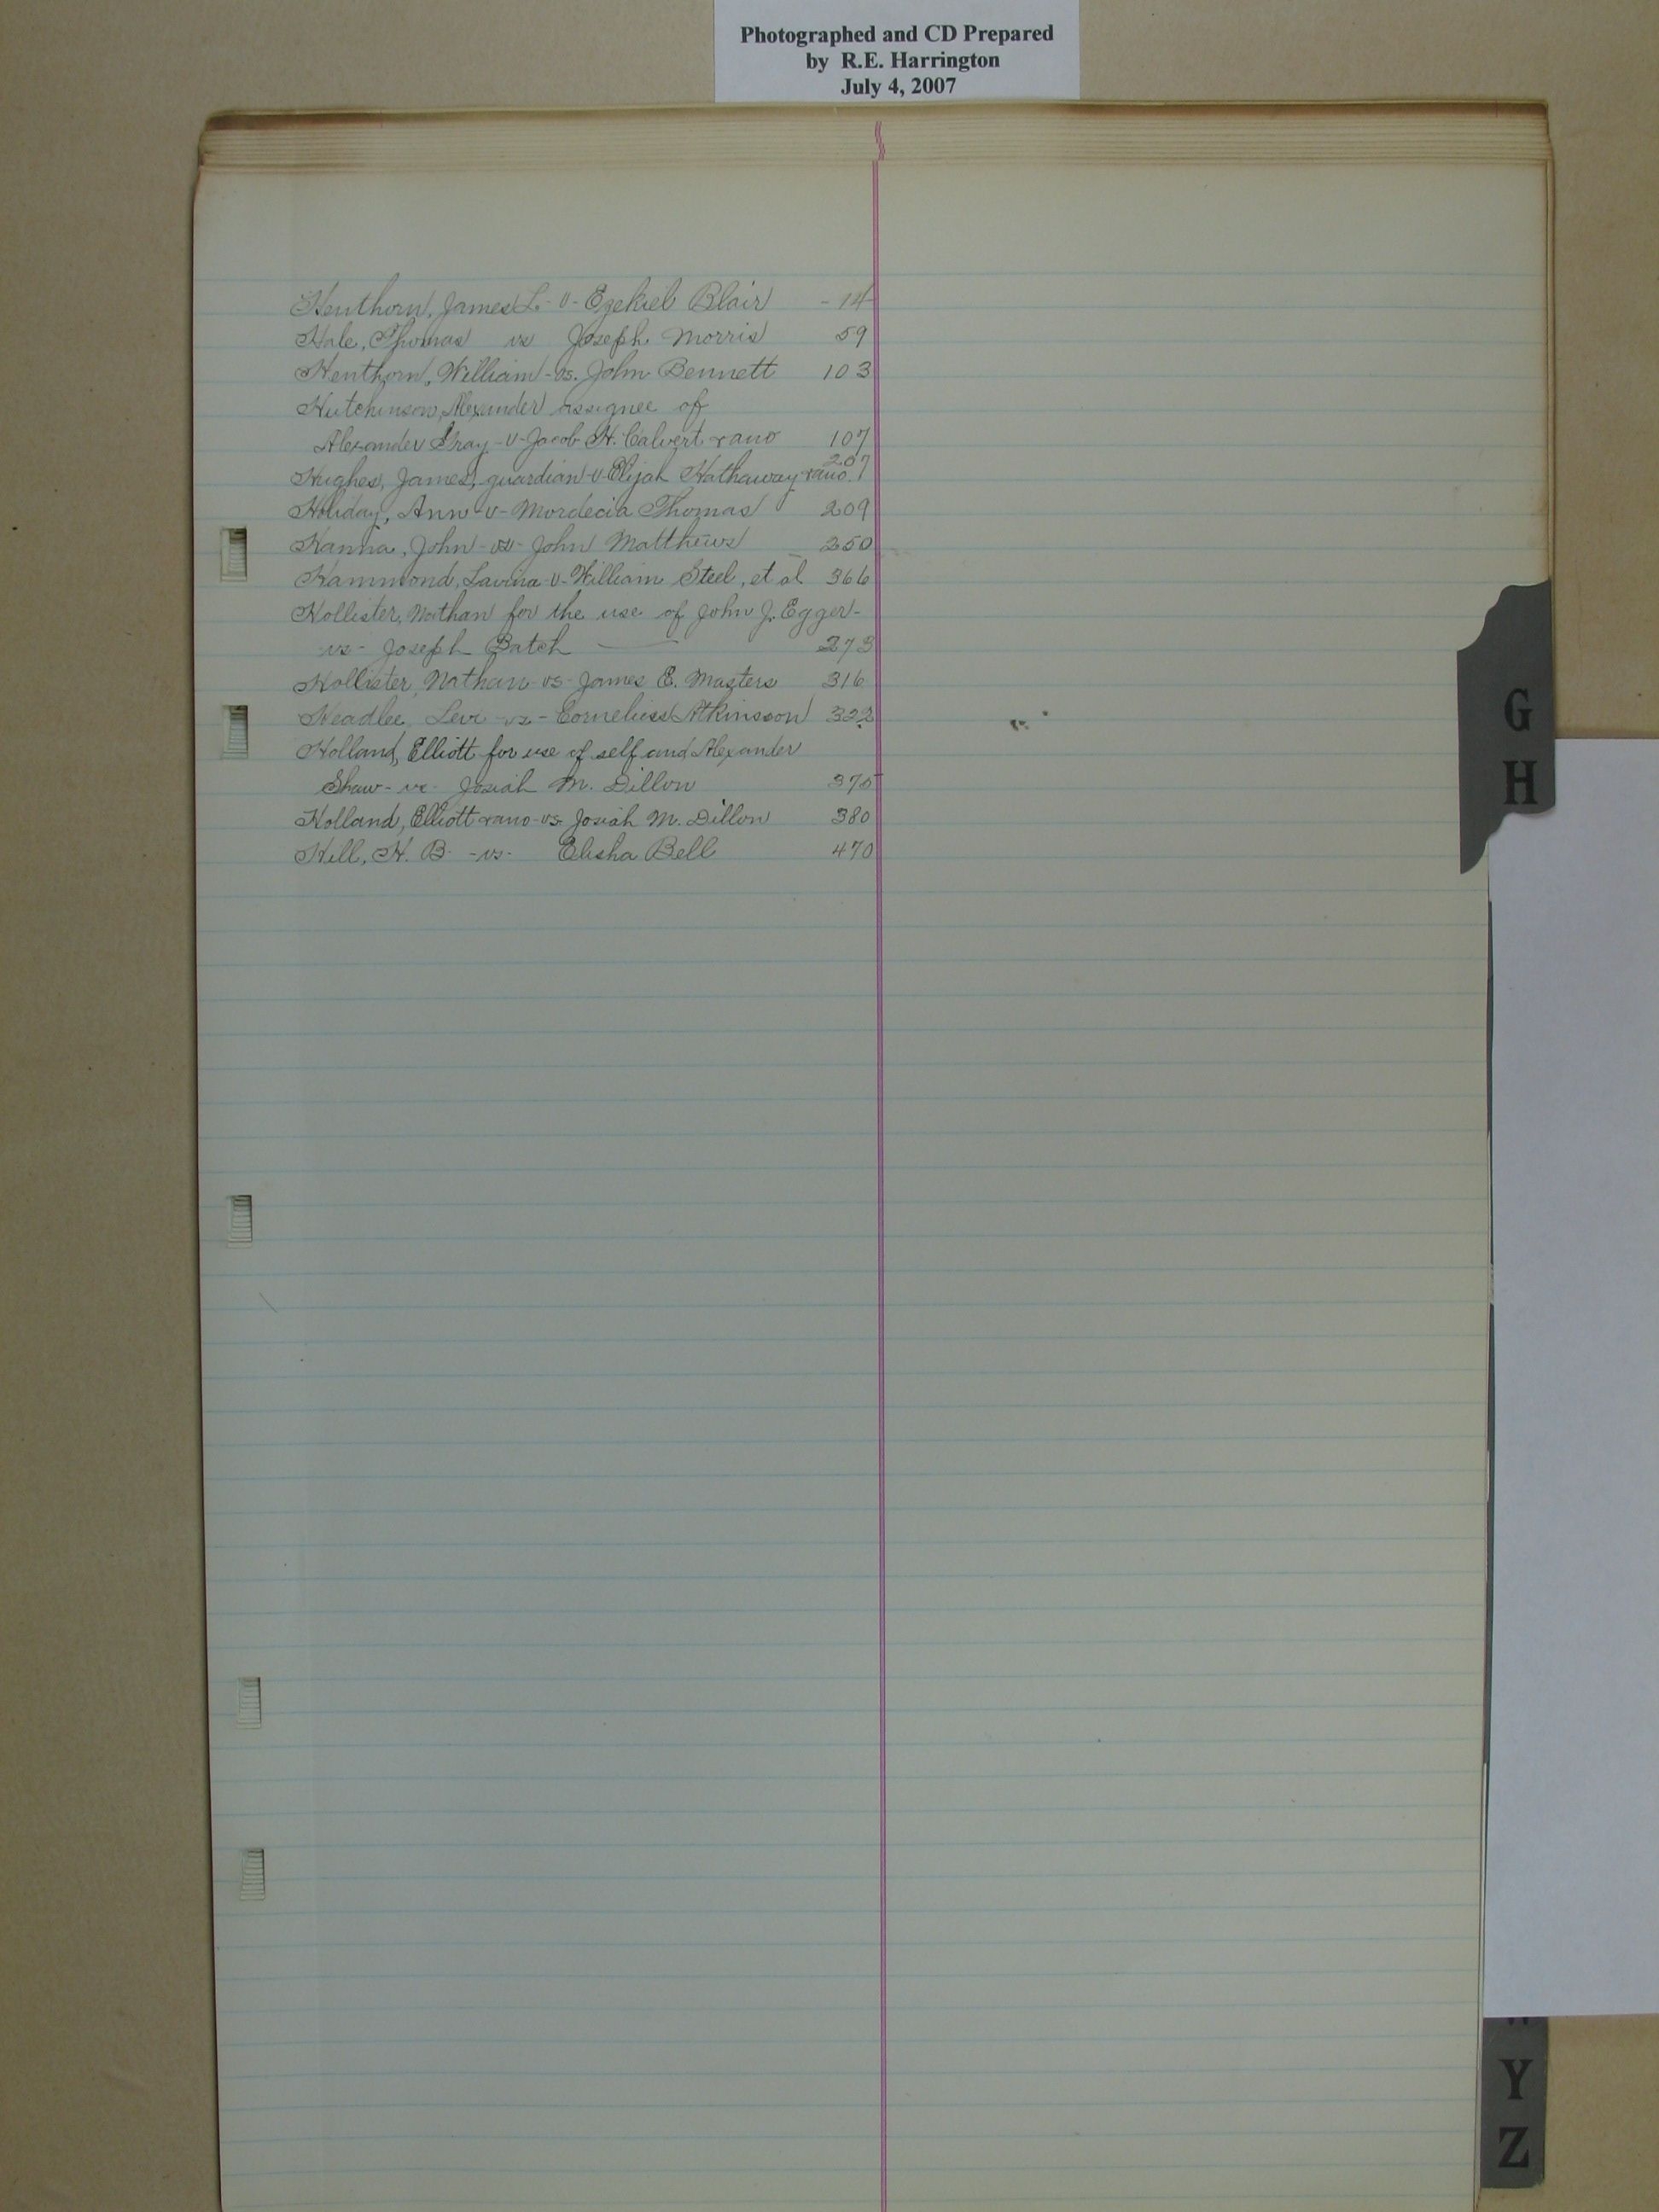 Photographed and CD Prepared
by R.E. Harrington
July 4, 2007
Henthorn, James L. - v - Ezekiel Blair - 14
Hale, Thomas vs Joseph Morris 59
Henthorn, William - vs. John Bennett 103
Hutchinson, Alexander assignee of
Alexander Gray - v - Jacob H. Calvert & ano 107
Hughes, James, guardian - v - Elijah Hathaway & ano. 207
Holiday, Ann - v - Mordecia Thomas 209
Hanna, John - vs - John Matthews 250
Hammond, Lavina - v - William Steel, et al 366
Hollister, Nathan for the use of John J. Egger -
vs - Joseph Batch 273
Hollister, Nathan - vs - James E. Masters 316
Headlee, Levi - vs - Cornelius Atkinson 322
Holland, Elliott for use of self and Alexander
Shaw - vs - Josiah M. Dillon 375
Holland, Elliott & ano - vs - Josiah M. Dillon 380
Hill, H. B. - vs - Elisha Bell 470
G
H
Y
Z